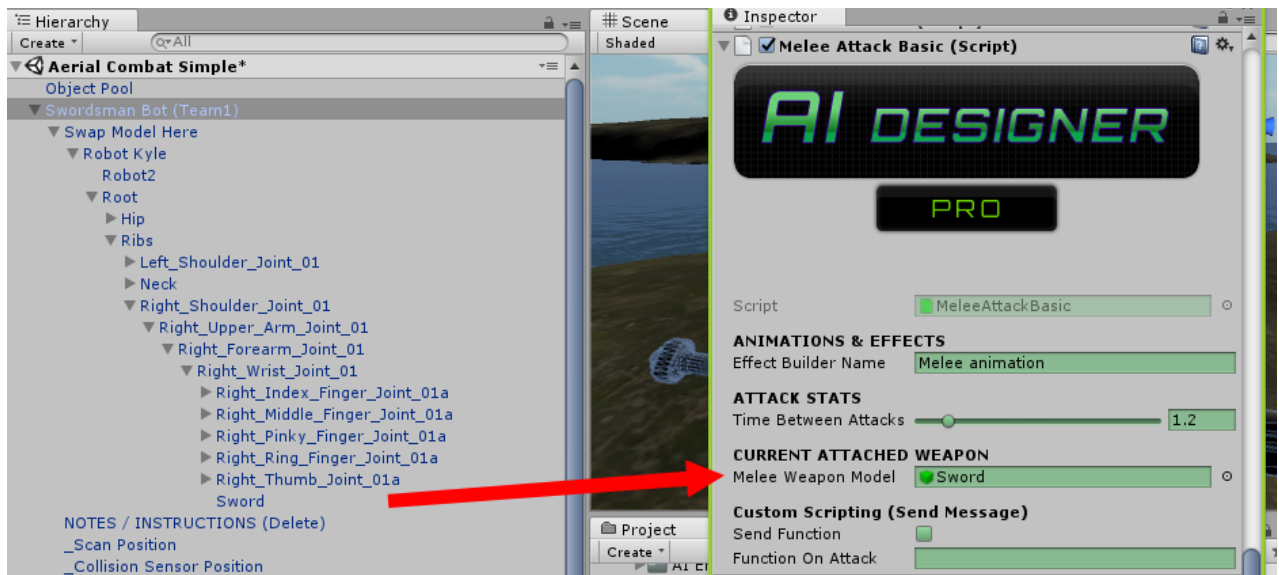 Hierarchy
Create
All
Aerial Combat Simple*
Object Pool
Swordsman Bot (Team1)
Swap Model Here
Robot Kyle
Robot2
Root
Hip
Ribs
Left_Shoulder_Joint_01
Neck
Right_Shoulder_Joint_01
Right_Upper_Arm_Joint_01
Right_Forearm_Joint_01
Right_Wrist_Joint_01
Right_Index_Finger_Joint_01a
Right_Middle_Finger_Joint_01a
Right_Pinky_Finger_Joint_01a
Right_Ring_Finger_Joint_01a
Right_Thumb_Joint_01a
Sword
NOTES / INSTRUCTIONS (Delete)
_Scan Position
_Collision Sensor Position
Scene
Shaded
Project
Create
Inspector
Melee Attack Basic (Script)
AI DESIGNER
PRO
Script MeleeAttackBasic
ANIMATIONS & EFFECTS
Effect Builder Name Melee animation
ATTACK STATS
Time Between Attacks 1.2
CURRENT ATTACHED WEAPON
Melee Weapon Model Sword
Custom Scripting (Send Message)
Send Function
Function On Attack